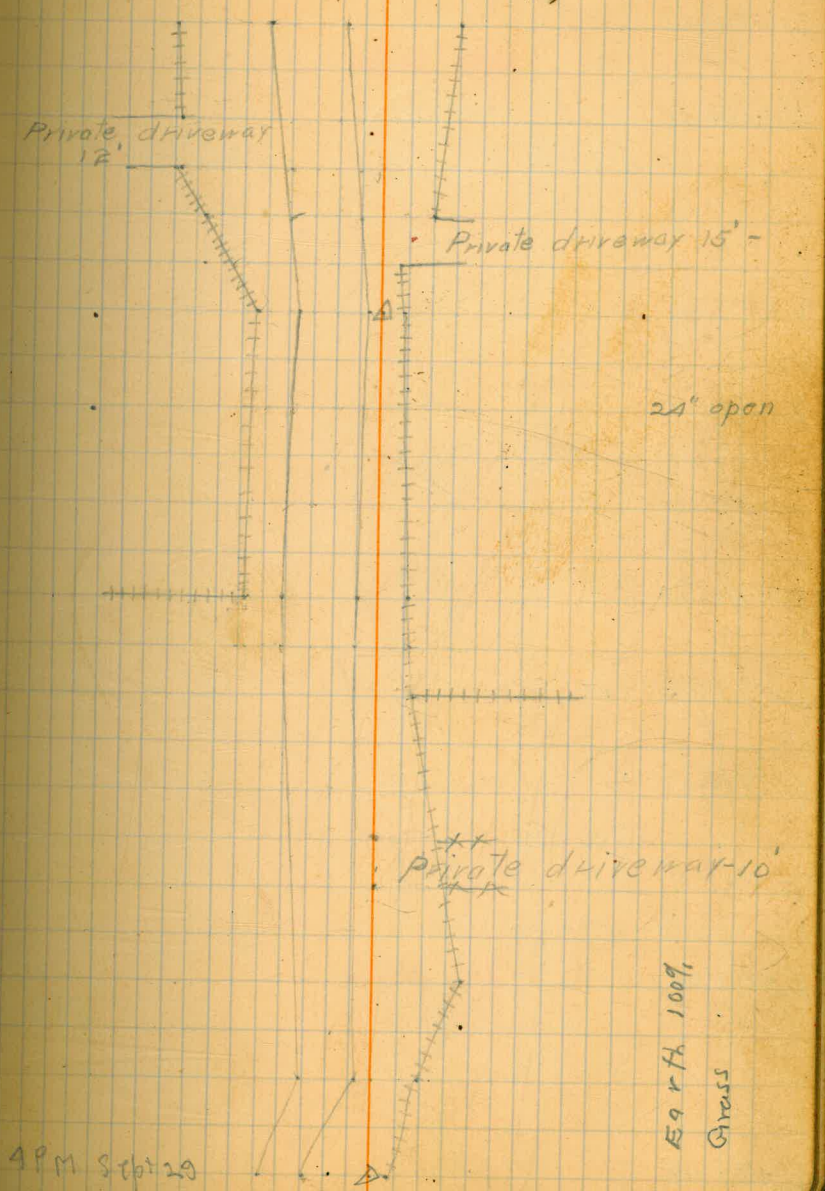 Private driveway
12'
Private driveway 15'-
24" open
Private driveway-10'
Earth 100%
Grass
4 PM Sept 29